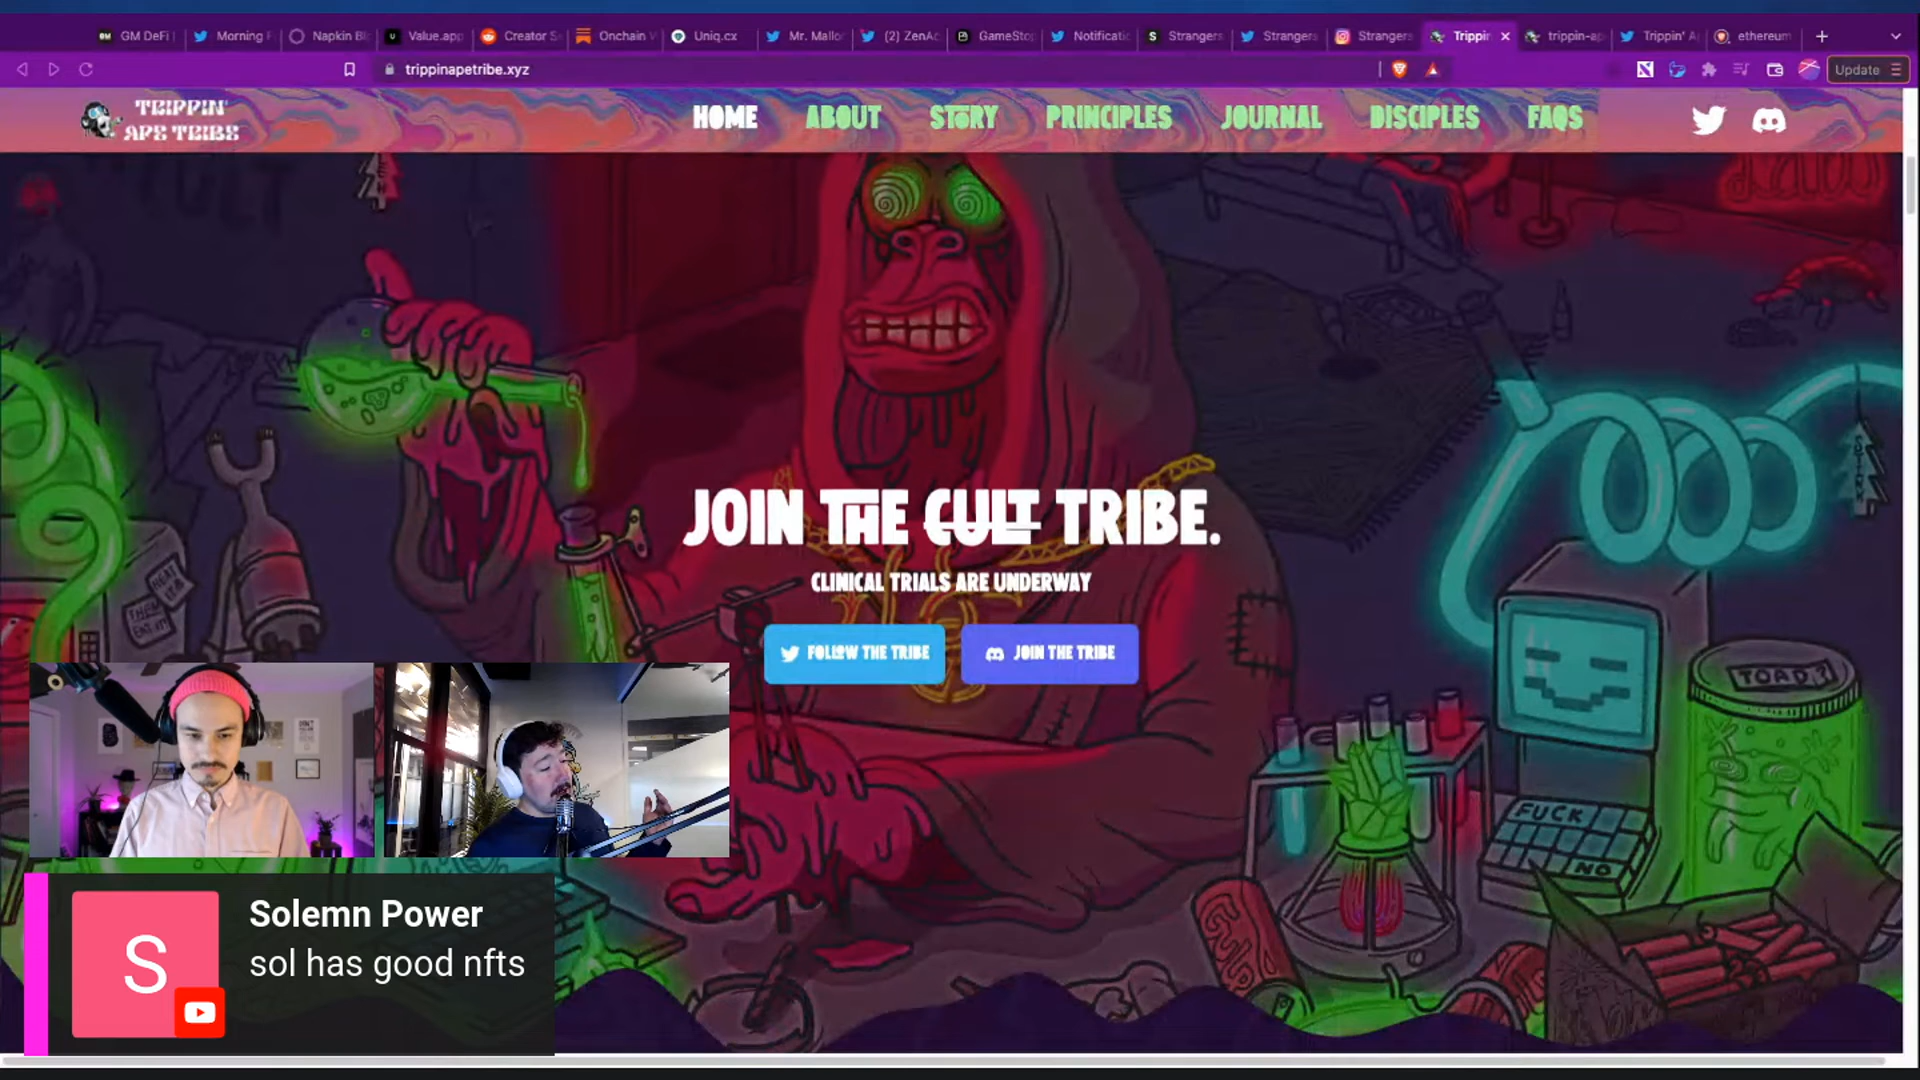 GM DeFi
Morning F
Napkin Bl
Value.app
Creator S
Onchain V
Uniq.cx
Mr. Mallo
(2) ZenAc
GameStop
Notificatio
Strangers
Strangers
Strangers
Trippin
trippin-ap
Trippin' A
ethereum
trippinapetribe.xyz
Update
TRIPPIN'
APE TRIBE
HOME
ABOUT
STORY
PRINCIPLES
JOURNAL
DISCIPLES
FAQS
JOIN THE CULT TRIBE.
CLINICAL TRIALS ARE UNDERWAY
FOLLOW THE TRIBE
JOIN THE TRIBE
TOAD?
FUCK
NO
S
Solemn Power
sol has good nfts